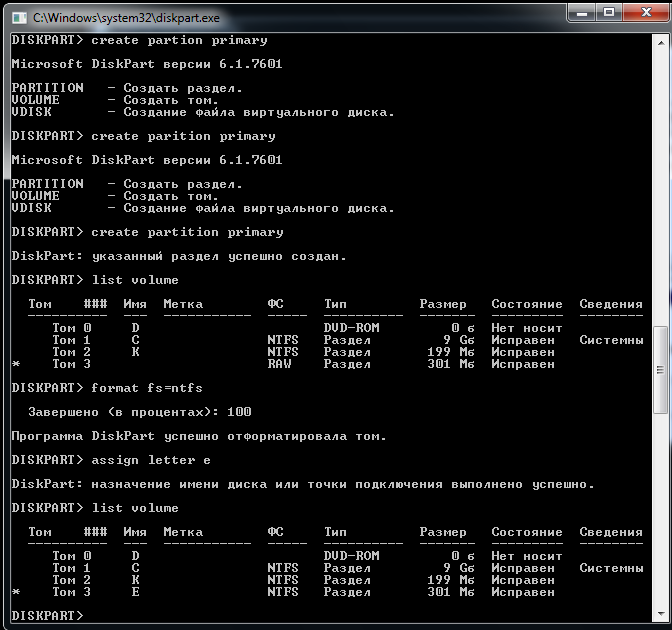 C:\Windows\system32\diskpart.exe
DISKPART> create partion primary
Microsoft DiskPart версии 6.1.7601
PARTITION   - Создать раздел.
VOLUME      - Создать том.
VDISK       - Создание файла виртуального диска.
DISKPART> create parition primary
Microsoft DiskPart версии 6.1.7601
PARTITION   - Создать раздел.
VOLUME      - Создать том.
VDISK       - Создание файла виртуального диска.
DISKPART> create partition primary
DiskPart: указанный раздел успешно создан.
DISKPART> list volume
Том    ###  Имя  Метка        ФС     Тип         Размер   Состояние  Сведения
Том 0     D                         DVD-ROM         0 б  Нет носит
Том 1     C                  NTFS   Раздел          9 Gб  Исправен   Системны
Том 2     K                  NTFS   Раздел        199 Мб  Исправен
* Том 3                      RAW    Раздел        301 Мб  Исправен
DISKPART> format fs=ntfs
Завершено (в процентах): 100
Программа DiskPart успешно отформатировала том.
DISKPART> assign letter e
DiskPart: назначение имени диска или точки подключения выполнено успешно.
DISKPART> list volume
Том    ###  Имя  Метка        ФС     Тип         Размер   Состояние  Сведения
Том 0     D                         DVD-ROM         0 б  Нет носит
Том 1     C                  NTFS   Раздел          9 Gб  Исправен   Системны
Том 2     K                  NTFS   Раздел        199 Мб  Исправен
* Том 3     E                NTFS   Раздел        301 Мб  Исправен
DISKPART>